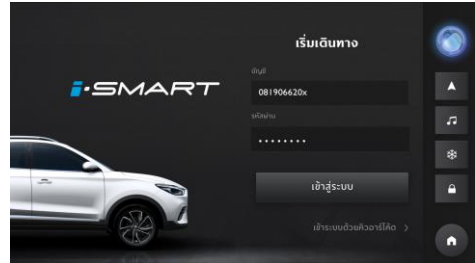 เริ่มเดินทาง
i-SMART
บัญชี
081906620x
รหัสผ่าน
เข้าสู่ระบบ
เข้าระบบด้วยคิวอาร์โค้ด >